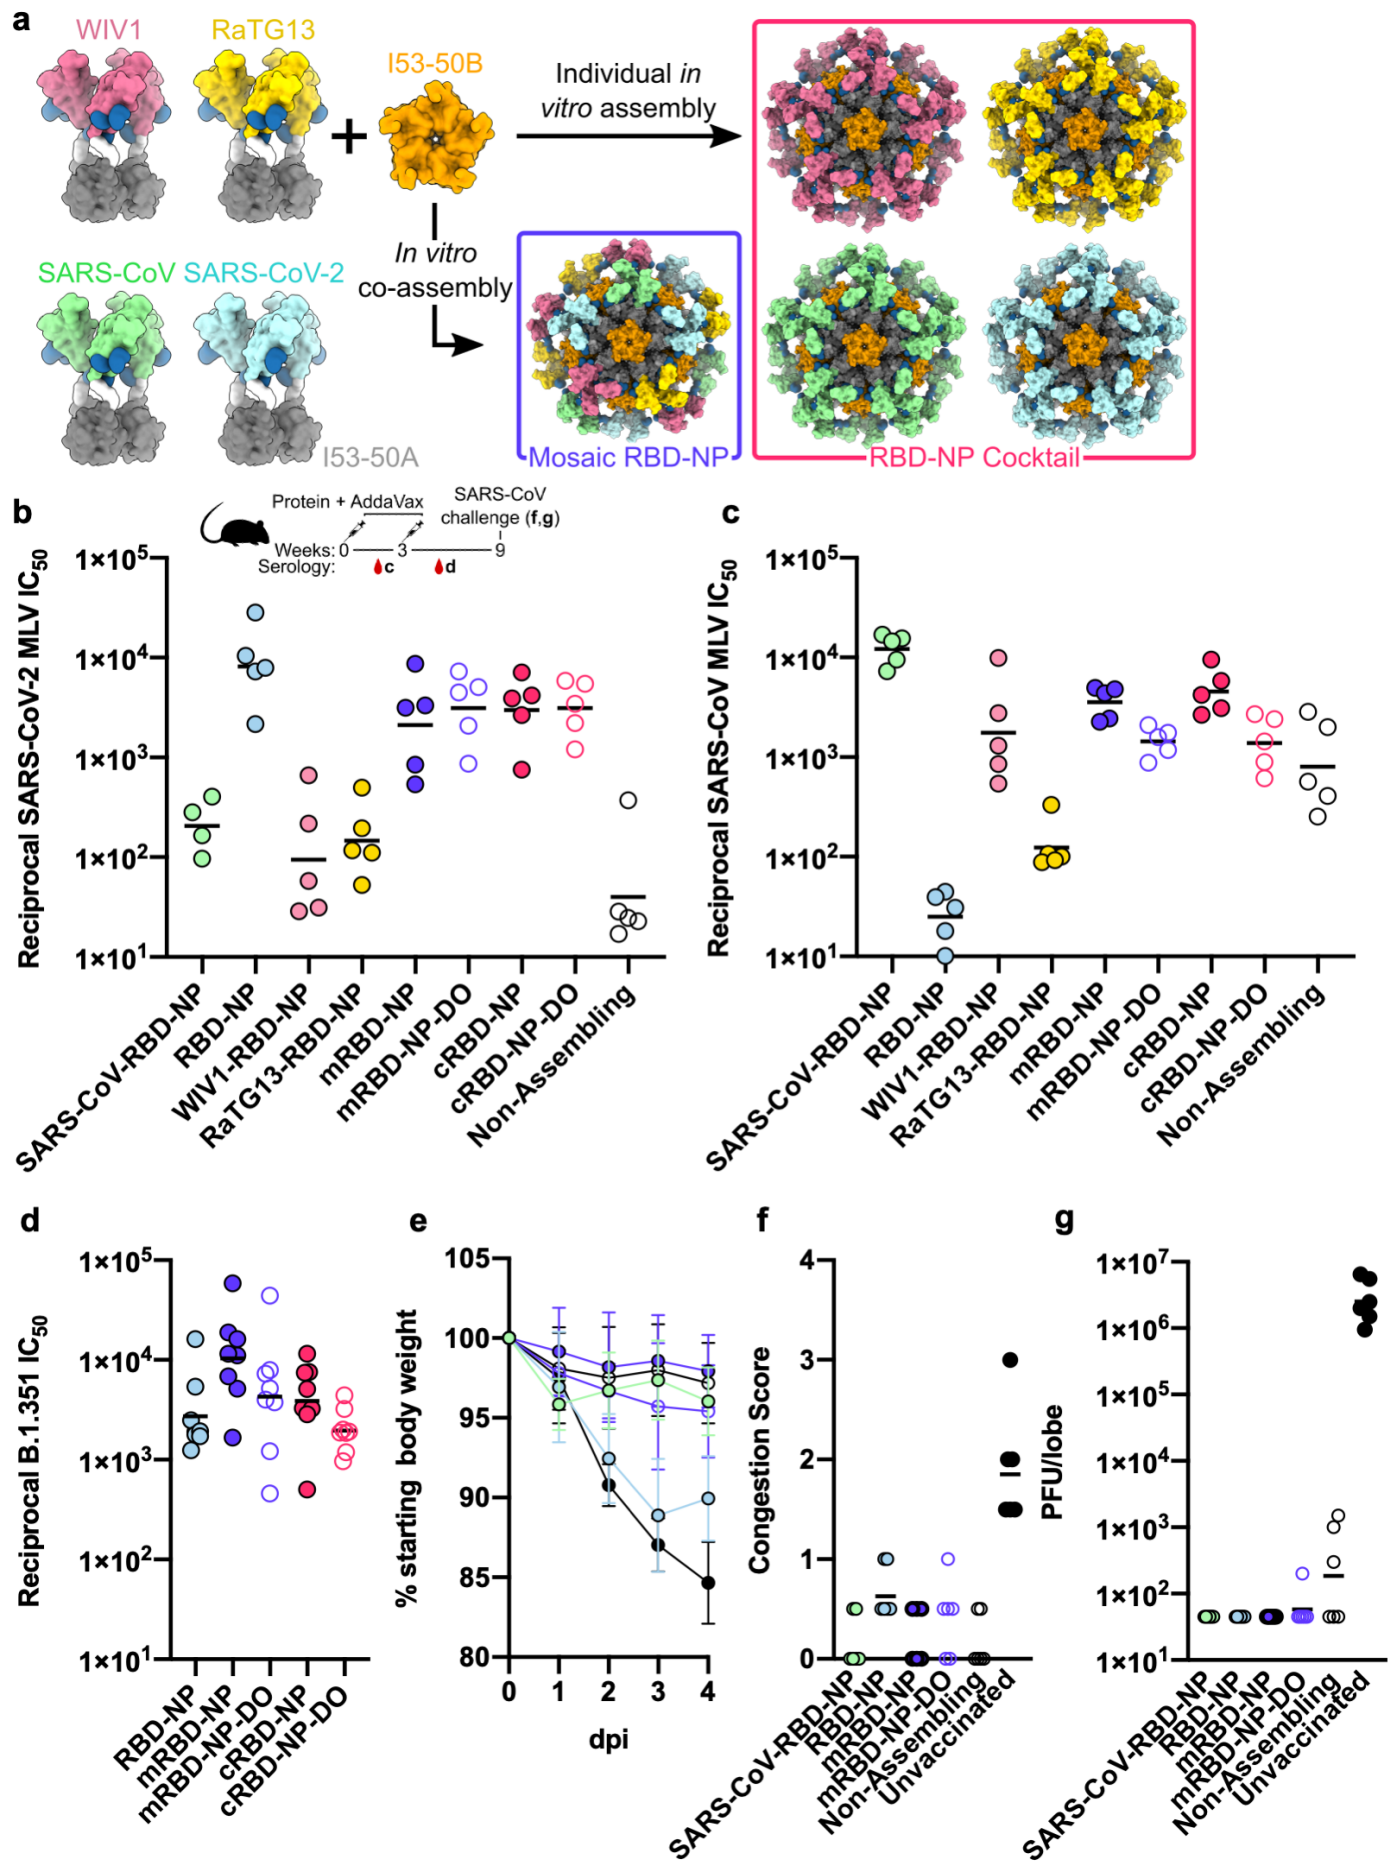 a
WIV1
RaTG13
I53-50B
Individual in
vitro assembly
+
In vitro
co-assembly
SARS-CoV
SARS-CoV-2
I53-50A
Mosaic RBD-NP
RBD-NP Cocktail
b
Protein + AddaVax
SARS-CoV
challenge (f,g)
Weeks: 0 3 9
Serology: c d
Reciprocal SARS-CoV-2 MLV IC50
1×10^5
1×10^4
1×10^3
1×10^2
1×10^1
SARS-CoV-RBD-NP
RBD-NP
WIV1-RBD-NP
RaTG13-RBD-NP
mRBD-NP
mRBD-NP-DO
cRBD-NP
cRBD-NP-DO
Non-Assembling
c
Reciprocal SARS-CoV MLV IC50
1×10^5
1×10^4
1×10^3
1×10^2
1×10^1
SARS-CoV-RBD-NP
RBD-NP
WIV1-RBD-NP
RaTG13-RBD-NP
mRBD-NP
mRBD-NP-DO
cRBD-NP
cRBD-NP-DO
Non-Assembling
d
Reciprocal B.1.351 IC50
1×10^5
1×10^4
1×10^3
1×10^2
1×10^1
RBD-NP
mRBD-NP
mRBD-NP-DO
cRBD-NP
cRBD-NP-DO
e
% starting body weight
105
100
95
90
85
80
0 1 2 3 4
dpi
f
Congestion Score
4
3
2
1
0
SARS-CoV-RBD-NP
RBD-NP
mRBD-NP
mRBD-NP-DO
Non-Assembling
Unvaccinated
g
PFU/lobe
1×10^7
1×10^6
1×10^5
1×10^4
1×10^3
1×10^2
1×10^1
SARS-CoV-RBD-NP
RBD-NP
mRBD-NP
mRBD-NP-DO
Non-Assembling
Unvaccinated